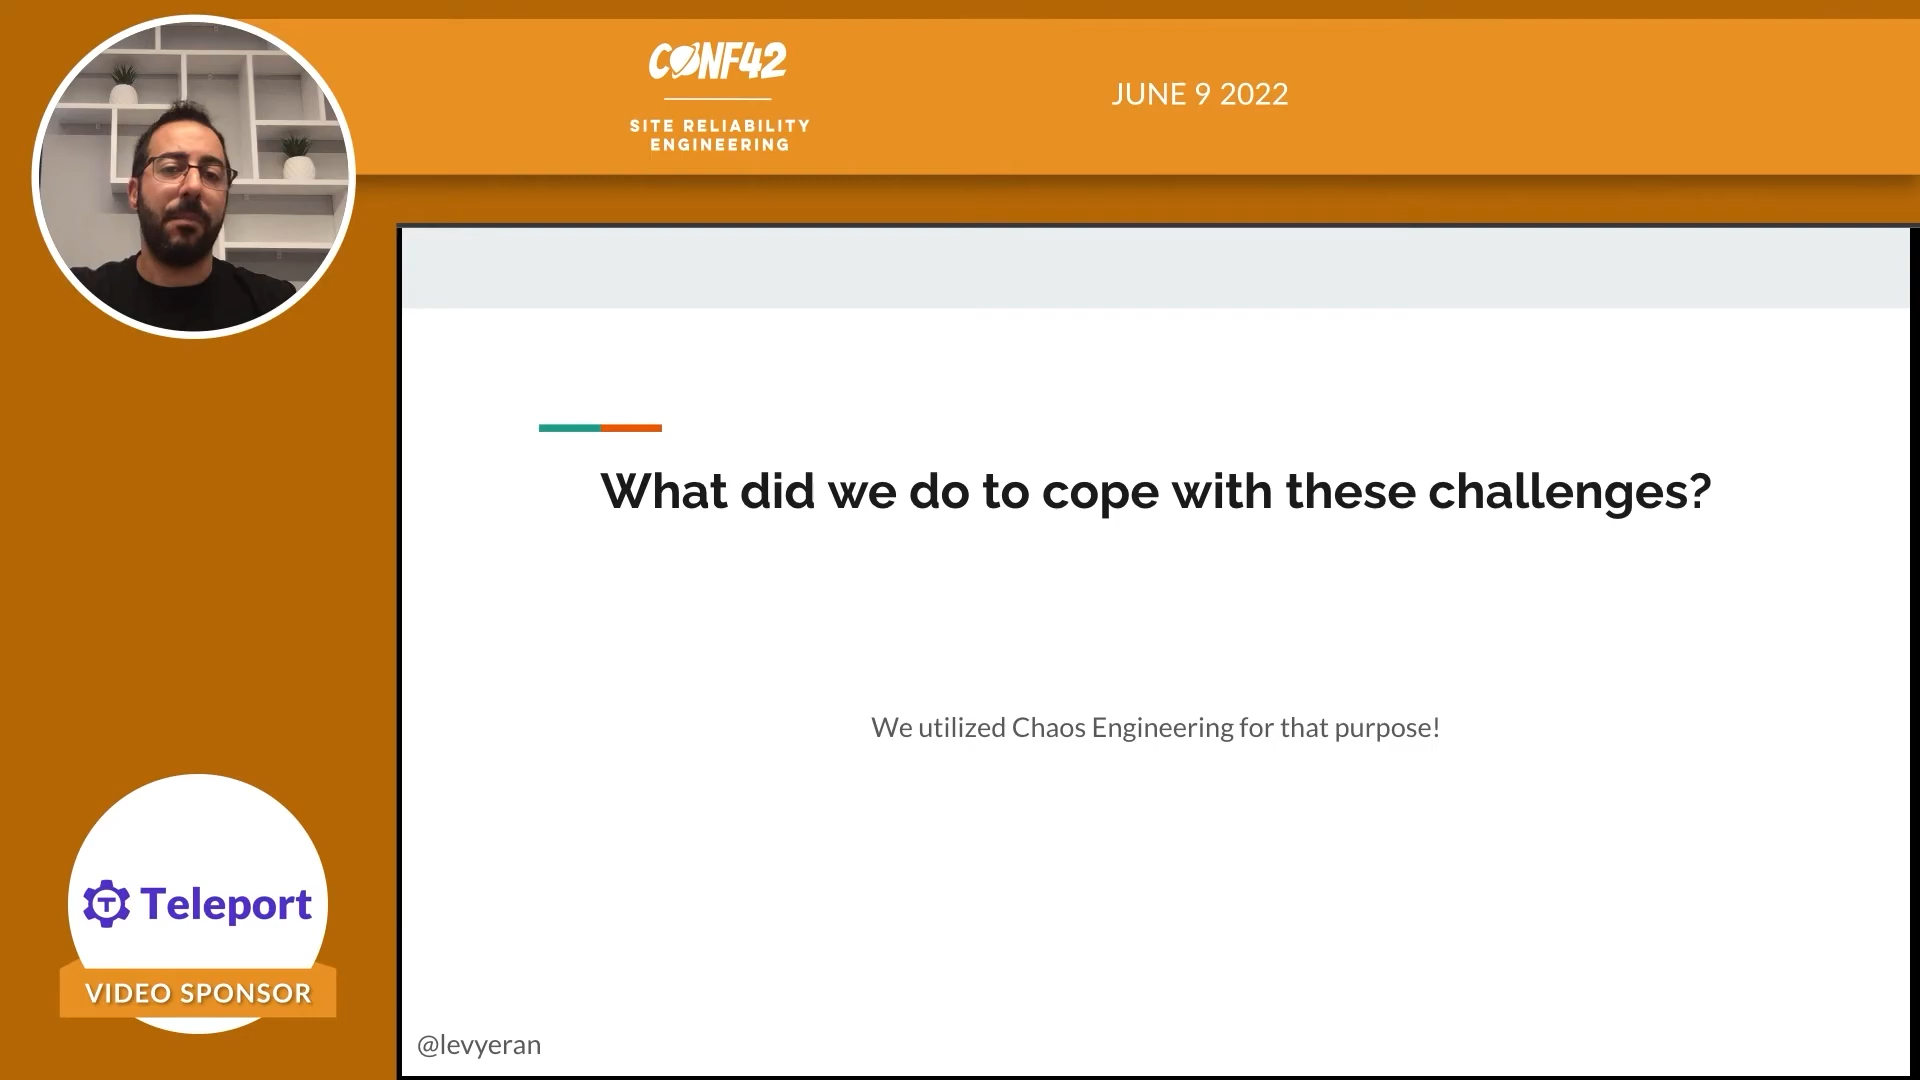 CONF42
SITE RELIABILITY
ENGINEERING
JUNE 9 2022
What did we do to cope with these challenges?
We utilized Chaos Engineering for that purpose!
T Teleport
VIDEO SPONSOR
@levyeran